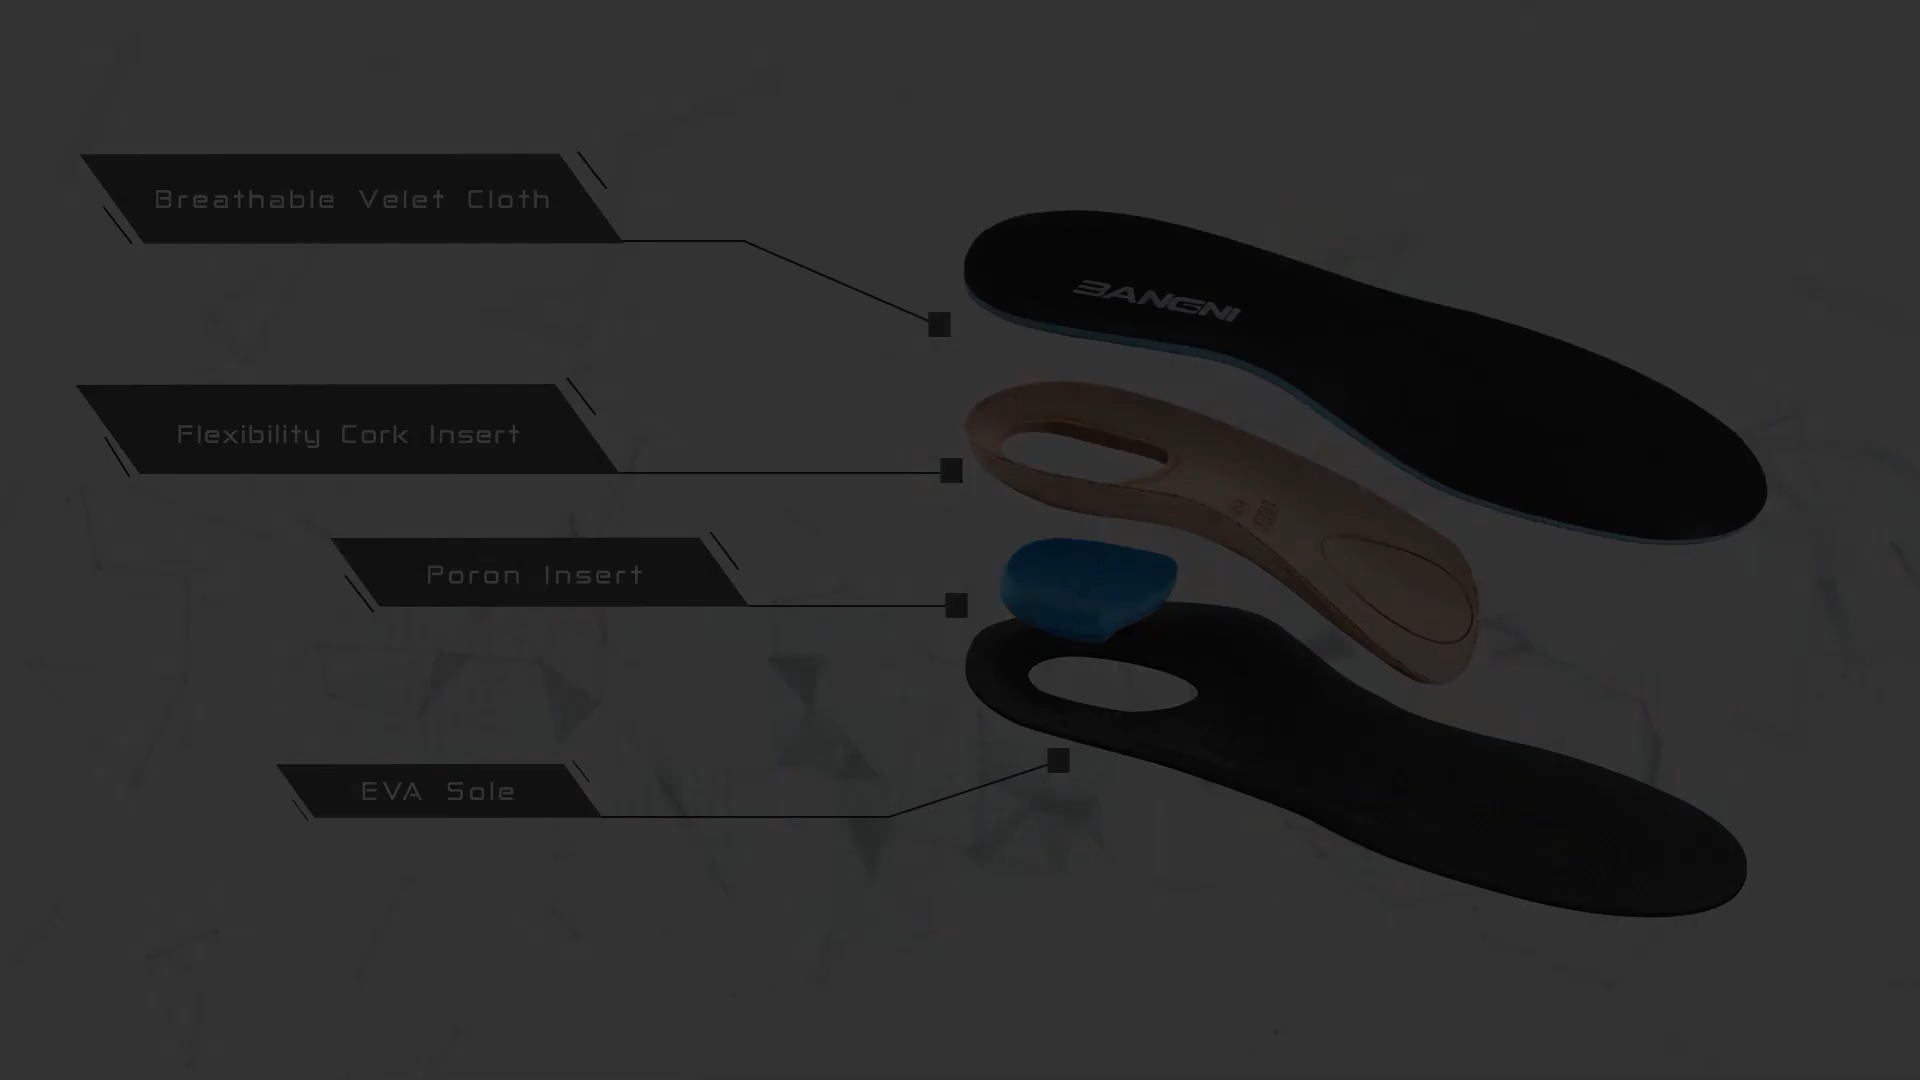 Breathable Velet Cloth
BANGNI
Flexibility Cork Insert
Poron Insert
EVA Sole